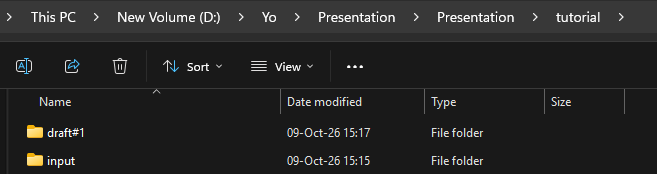 This PC > New Volume (D:) > Yo > Presentation > Presentation > tutorial >
Sort View ...
Name Date modified Type Size
draft#1 09-Oct-26 15:17 File folder
input 09-Oct-26 15:15 File folder